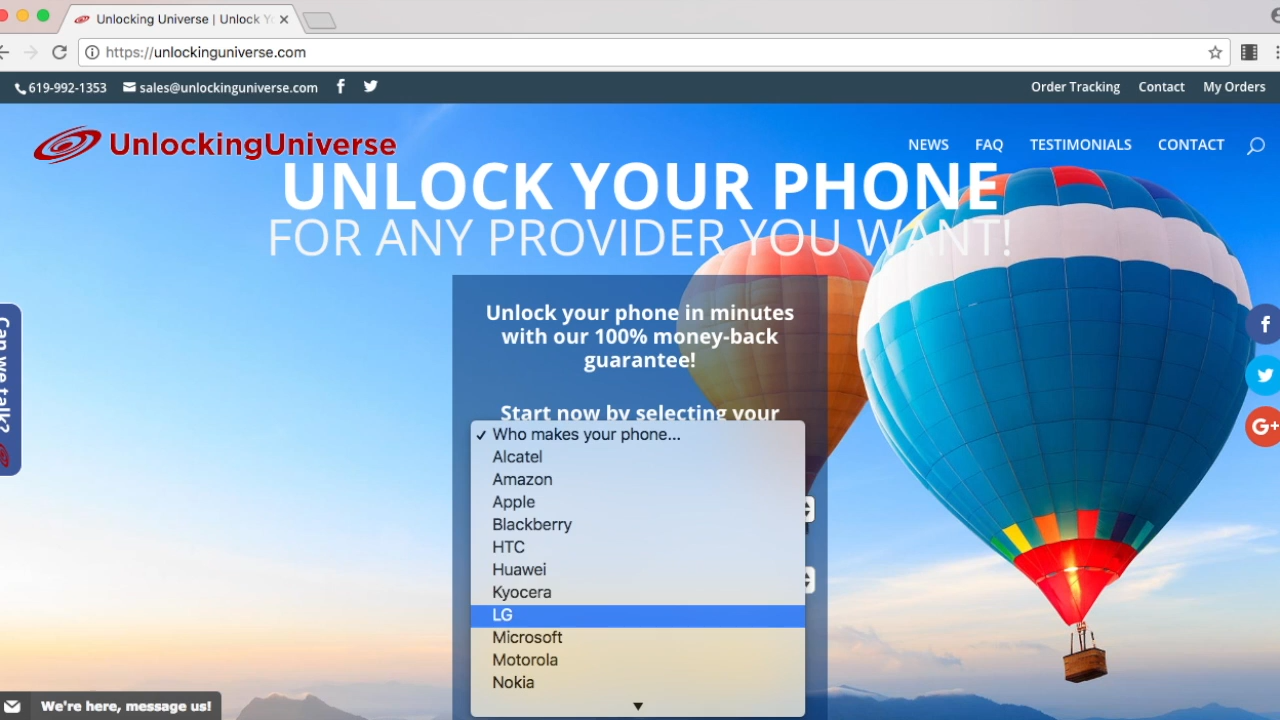 Unlocking Universe | Unlock Yo
https://unlockinguniverse.com
619-992-1353 sales@unlockinguniverse.com f Order Tracking Contact My Orders
UnlockingUniverse NEWS FAQ TESTIMONIALS CONTACT
UNLOCK YOUR PHONE
FOR ANY PROVIDER YOU WANT!
Unlock your phone in minutes
with our 100% money-back
guarantee!
Start now by selecting your
✓ Who makes your phone...
Alcatel
Amazon
Apple
Blackberry
HTC
Huawei
Kyocera
LG
Microsoft
Motorola
Nokia
Can we talk?
f
G+
We're here, message us!